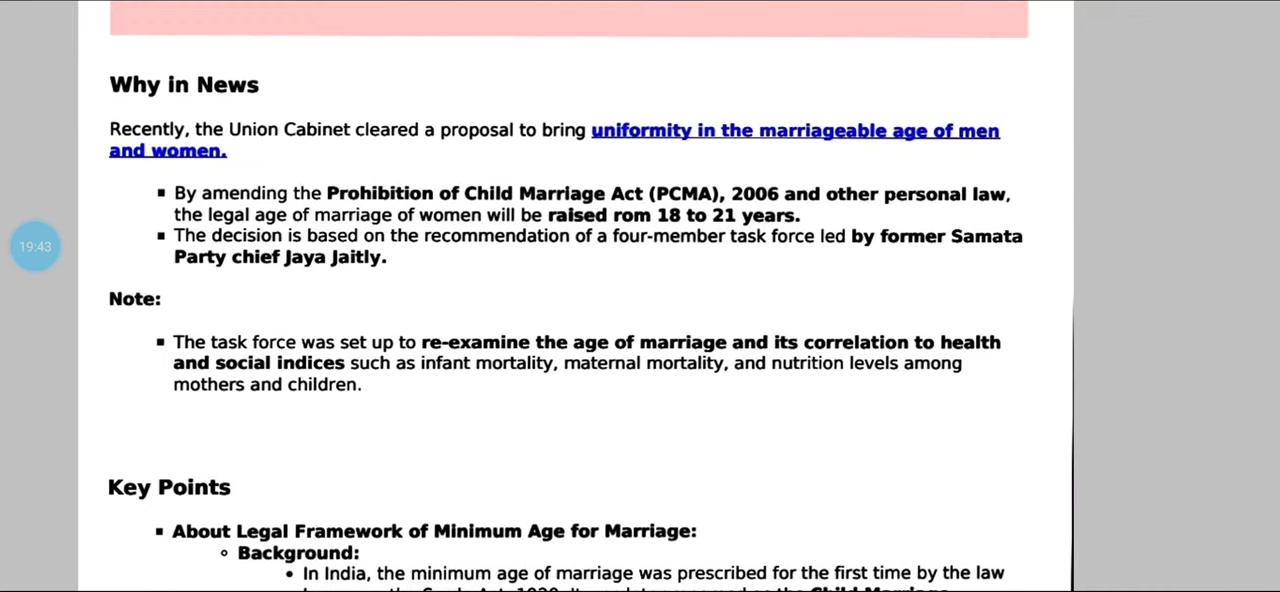 Why in News
Recently, the Union Cabinet cleared a proposal to bring uniformity in the marriageable age of men
and women.
▪ By amending the Prohibition of Child Marriage Act (PCMA), 2006 and other personal law,
the legal age of marriage of women will be raised rom 18 to 21 years.
▪ The decision is based on the recommendation of a four-member task force led by former Samata
Party chief Jaya Jaitly.
19:43
Note:
▪ The task force was set up to re-examine the age of marriage and its correlation to health
and social indices such as infant mortality, maternal mortality, and nutrition levels among
mothers and children.
Key Points
▪ About Legal Framework of Minimum Age for Marriage:
◦ Background:
• In India, the minimum age of marriage was prescribed for the first time by the law